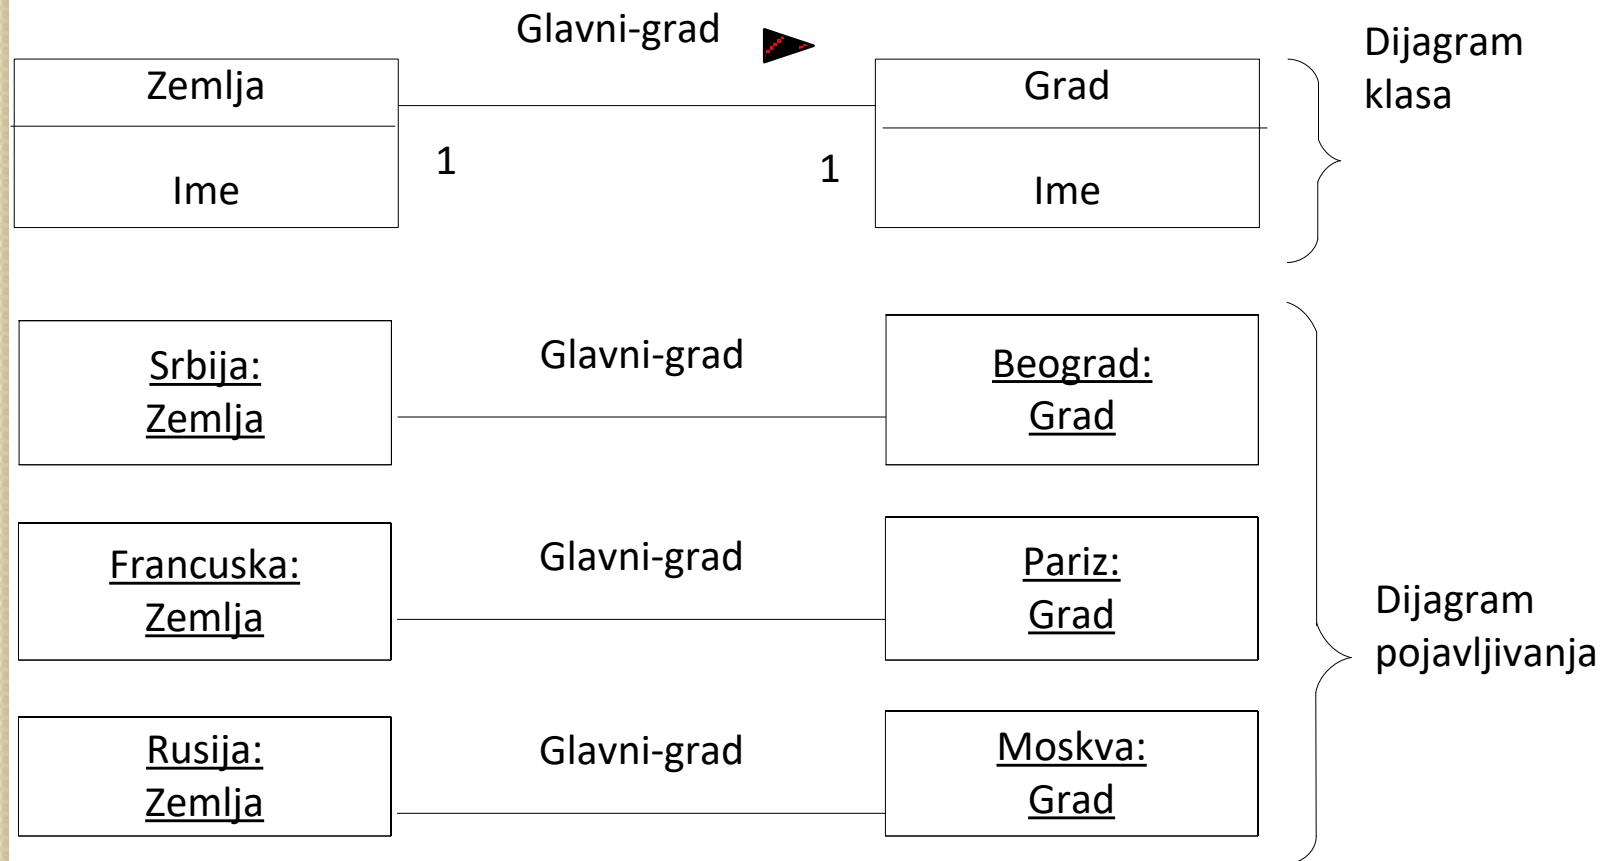 Glavni-grad
Dijagram
klasa
Zemlja
Grad
1
1
Ime
Ime
Srbija:
Zemlja
Glavni-grad
Beograd:
Grad
Francuska:
Zemlja
Glavni-grad
Pariz:
Grad
Dijagram
pojavljivanja
Rusija:
Zemlja
Glavni-grad
Moskva:
Grad